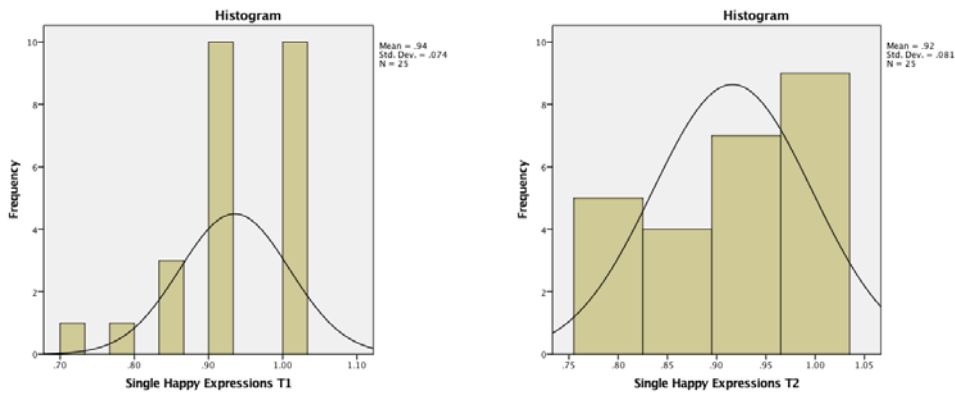 Histogram
Mean = .94
Std. Dev. = .074
N = 25
Frequency
10
8
6
4
2
0
.70 .80 .90 1.00 1.10
Single Happy Expressions T1
Histogram
Mean = .92
Std. Dev. = .081
N = 25
Frequency
10
8
6
4
2
0
.75 .80 .85 .90 .95 1.00 1.05
Single Happy Expressions T2